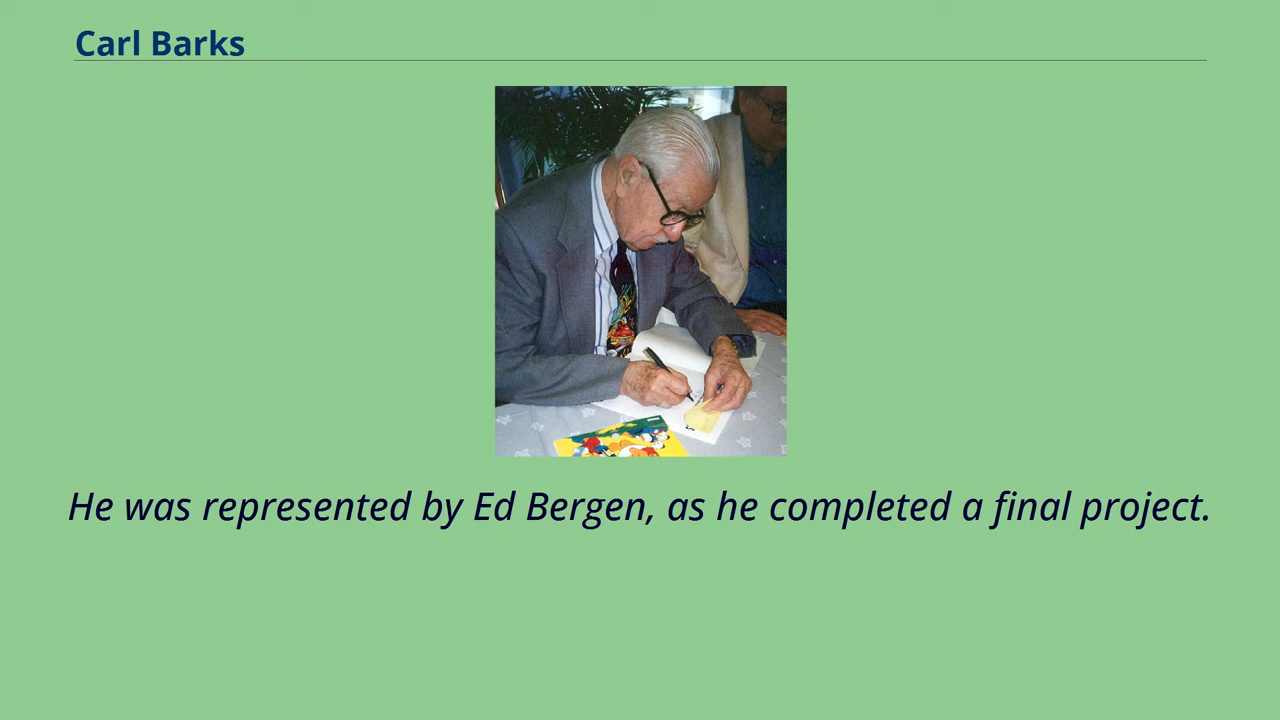 Carl Barks
He was represented by Ed Bergen, as he completed a final project.